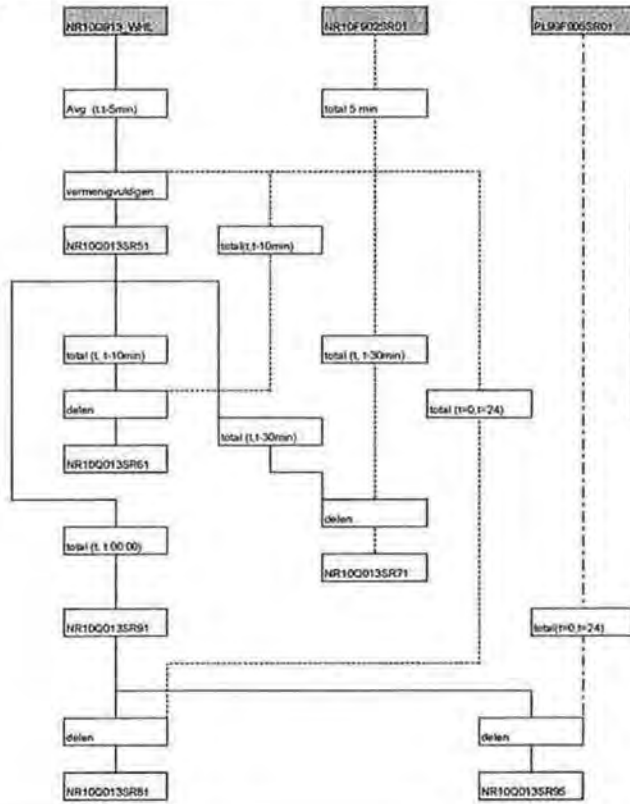 NR10Q013_WHL
NR10F902SR01
PL99F906SR01
Avg (t,t-5min)
total 5 min
vermenigvuldigen
NR10Q013SR51
total(t,t-10min)
total (t, t-10min)
total (t, t-30min)
delen
total (t=0,t=24)
total (t,t-30min)
NR10Q013SR61
delen
total (t, t:00:00)
NR10Q013SR71
NR10Q013SR91
total(t=0,t=24)
delen
delen
NR10Q013SR81
NR10Q013SR95